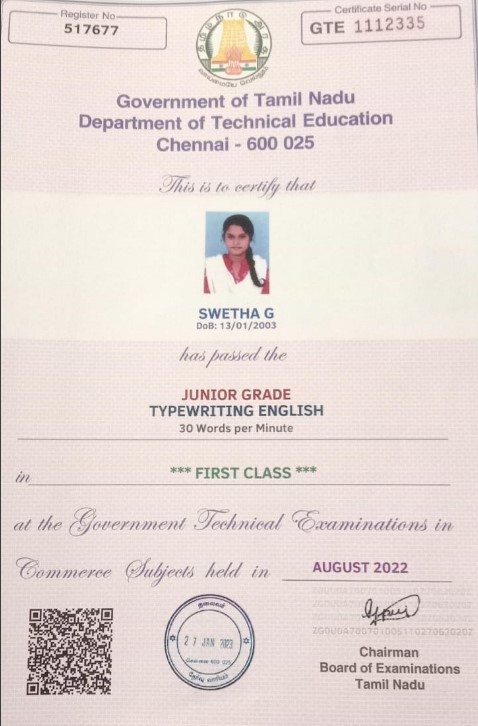 Register No
517677
Certificate Serial No
GTE 1112335
Government of Tamil Nadu
Department of Technical Education
Chennai - 600 025
This is to certify that
SWETHA G
DoB: 13/01/2003
has passed the
JUNIOR GRADE
TYPEWRITING ENGLISH
30 Words per Minute
in
*** FIRST CLASS ***
at the Government Technical Examinations in
Commerce Subjects held in
AUGUST 2022
தலைவர்
27 JAN 2023
சென்னை-600 025
தேர்வு வாரியம்
Chairman
Board of Examinations
Tamil Nadu